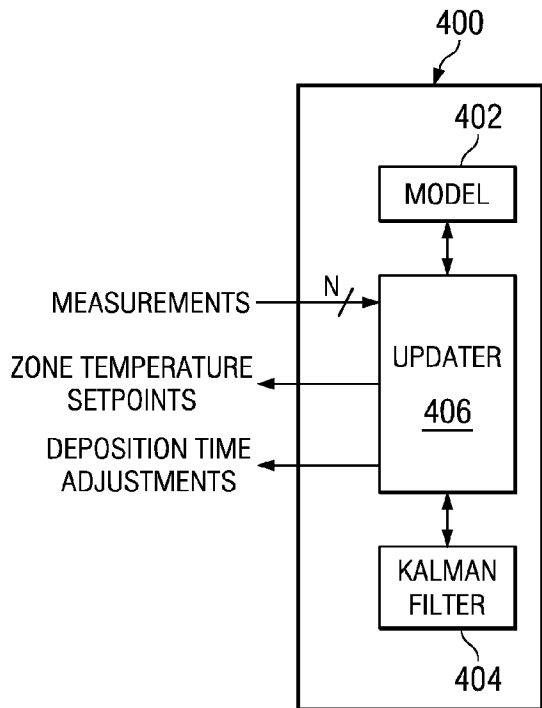 400
402
MODEL
N
MEASUREMENTS
UPDATER
ZONE TEMPERATURE
SETPOINTS
406
DEPOSITION TIME
ADJUSTMENTS
KALMAN
FILTER
404